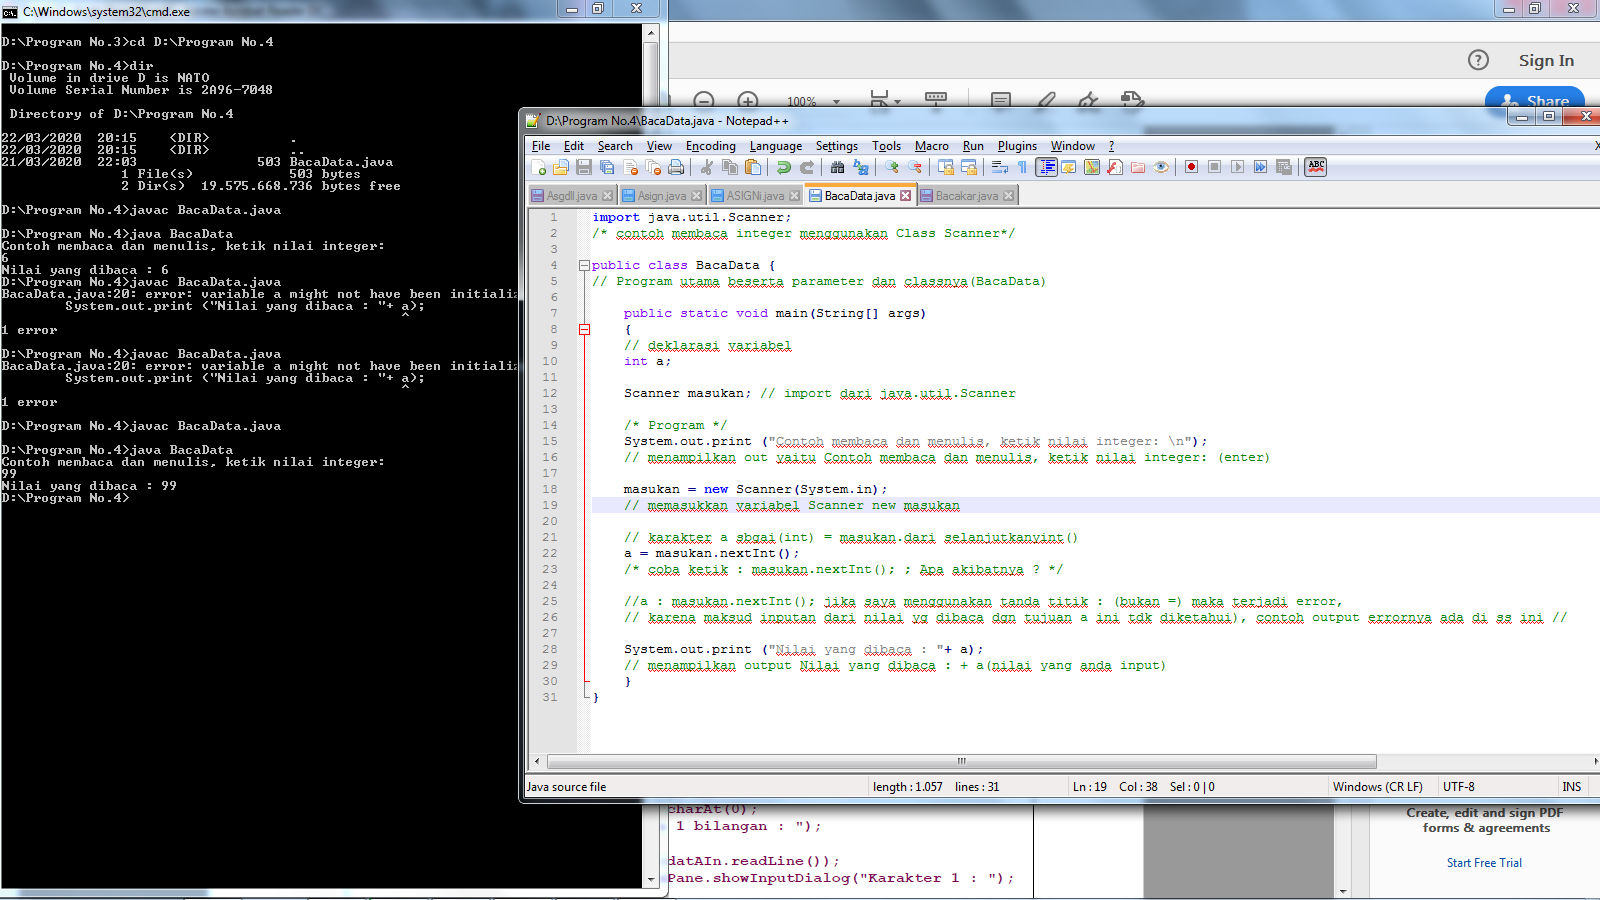 C:\Windows\system32\cmd.exe
D:\Program No.3>cd D:\Program No.4
D:\Program No.4>dir
Volume in drive D is NATO
Volume Serial Number is 2A96-7048
Directory of D:\Program No.4
22/03/2020  20:15    <DIR>          .
22/03/2020  20:15    <DIR>          ..
21/03/2020  22:03               503 BacaData.java
1 File(s)            503 bytes
2 Dir(s)  19.575.668.736 bytes free
D:\Program No.4>javac BacaData.java
D:\Program No.4>java BacaData
Contoh membaca dan menulis, ketik nilai integer:
6
Nilai yang dibaca : 6
D:\Program No.4>javac BacaData.java
BacaData.java:20: error: variable a might not have been initiali
System.out.print ("Nilai yang dibaca : "+ a);
^
1 error
D:\Program No.4>javac BacaData.java
BacaData.java:20: error: variable a might not have been initiali
System.out.print ("Nilai yang dibaca : "+ a);
^
1 error
D:\Program No.4>javac BacaData.java
D:\Program No.4>java BacaData
Contoh membaca dan menulis, ketik nilai integer:
99
Nilai yang dibaca : 99
D:\Program No.4>
? Sign In
100%
Share
D:\Program No.4\BacaData.java - Notepad++
File Edit Search View Encoding Language Settings Tools Macro Run Plugins Window ? X
ABC
Asgdll.java Asign.java ASIGNi.java BacaData.java Bacakar.java
1 import java.util.Scanner;
2 /* contoh membaca integer menggunakan Class Scanner*/
3
4 public class BacaData {
5 // Program utama beserta parameter dan classnya(BacaData)
6
7 public static void main(String[] args)
8 {
9 // deklarasi variabel
10 int a;
11
12 Scanner masukan; // import dari java.util.Scanner
13
14 /* Program */
15 System.out.print ("Contoh membaca dan menulis, ketik nilai integer: \n");
16 // menampilkan out yaitu Contoh membaca dan menulis, ketik nilai integer: (enter)
17
18 masukan = new Scanner(System.in);
19 // memasukkan variabel Scanner new masukan
20
21 // karakter a sbgai(int) = masukan.dari selanjutkanyint()
22 a = masukan.nextInt();
23 /* coba ketik : masukan.nextInt(); ; Apa akibatnya ? */
24
25 //a : masukan.nextInt(); jika saya menggunakan tanda titik : (bukan =) maka terjadi error,
26 // karena maksud inputan dari nilai yg dibaca dgn tujuan a ini tdk diketahui), contoh output errornya ada di ss ini //
27
28 System.out.print ("Nilai yang dibaca : "+ a);
29 // menampilkan output Nilai yang dibaca : + a(nilai yang anda input)
30 }
31 }
Java source file length : 1.057 lines : 31 Ln : 19 Col : 38 Sel : 0 | 0 Windows (CR LF) UTF-8 INS
charAt(0);
1 bilangan : ");
datAIn.readLine());
Pane.showInputDialog("Karakter 1 : ");
Create, edit and sign PDF
forms & agreements
Start Free Trial